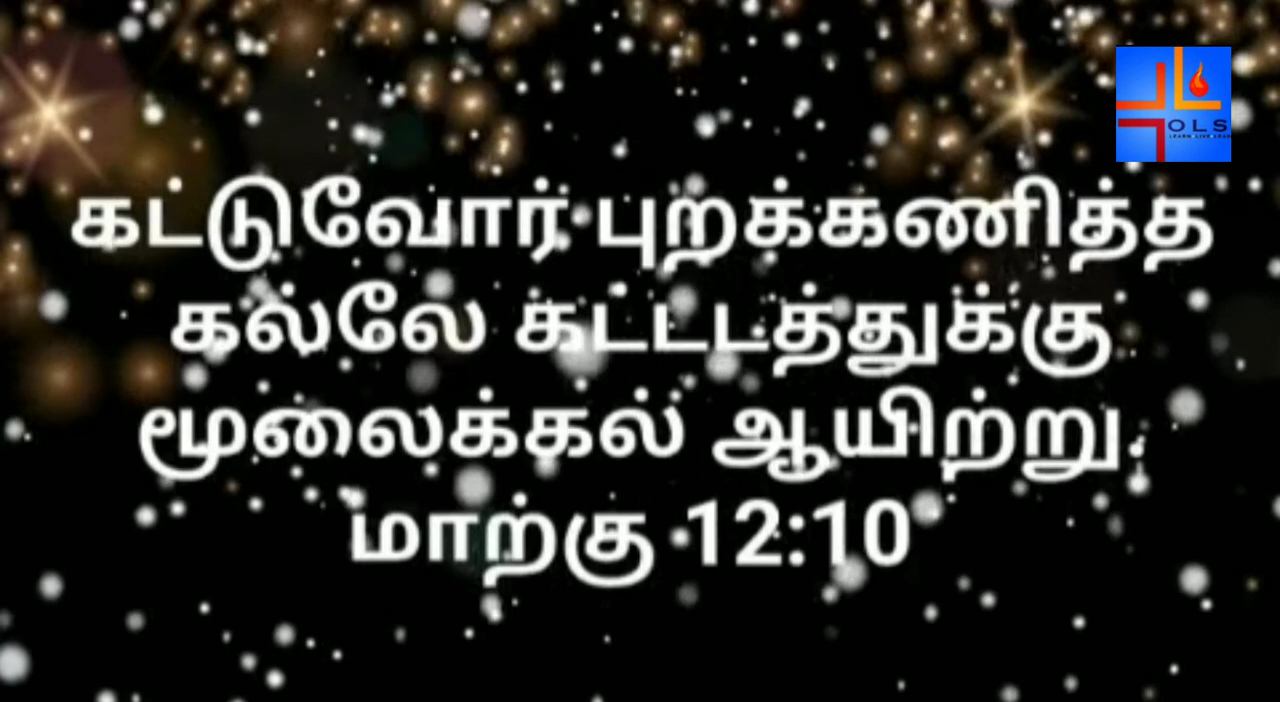 கட்டுவோர் புறக்கணித்த
கல்லே கட்டடத்துக்கு
மூலைக்கல் ஆயிற்று.
மாற்கு 12:10
OLS